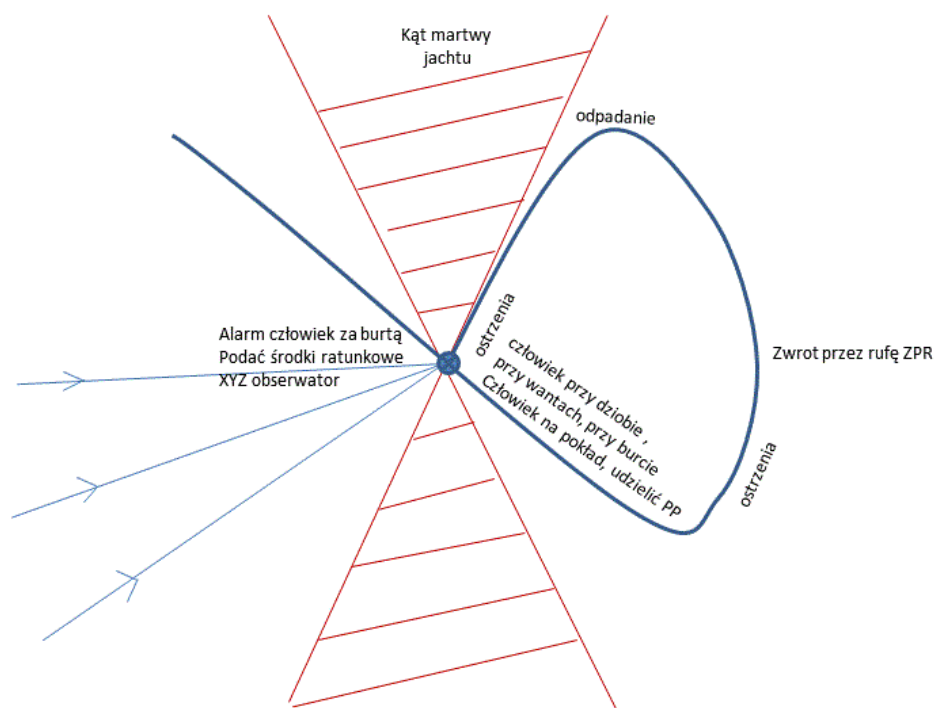 Kąt martwy
jachtu
odpadanie
ostrzenia
Alarm człowiek za burtą
Podać środki ratunkowe
XYZ obserwator
człowiek przy dziobie ,
przy wantach, przy burcie
Człowiek na pokład, udzielić PP
Zwrot przez rufę ZPR
ostrzenia